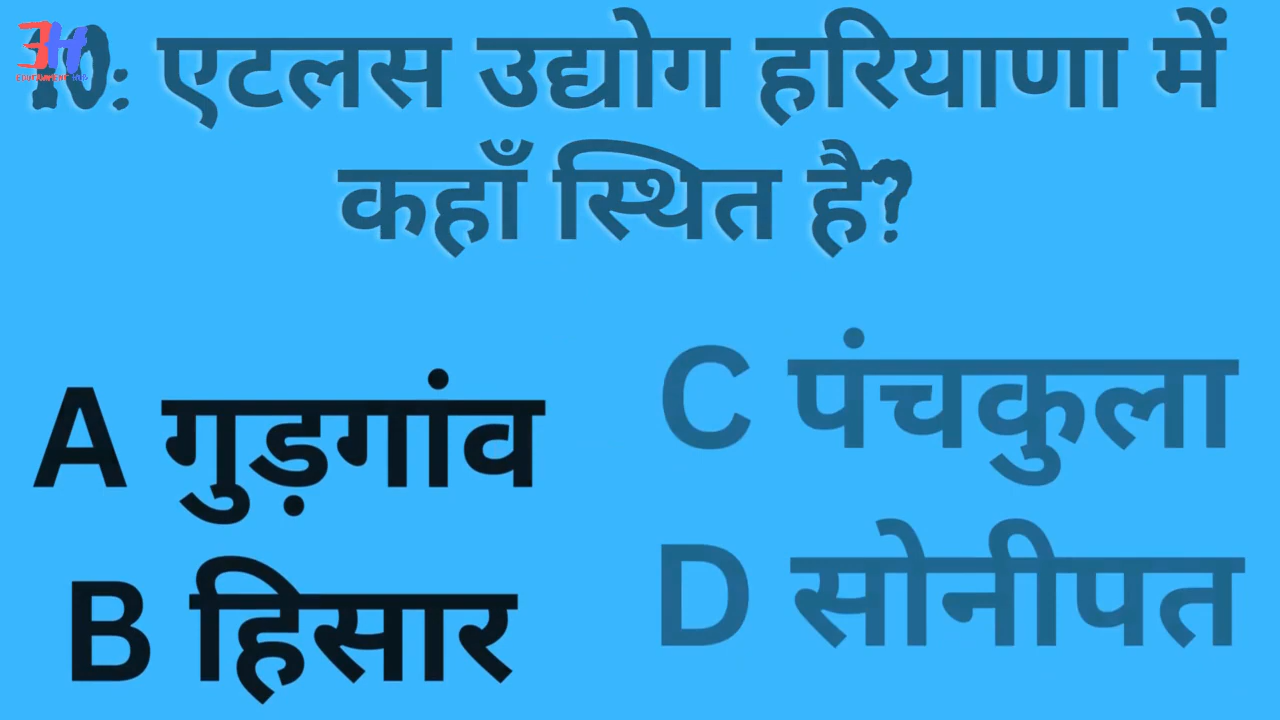 10: एटलस उद्योग हरियाणा में
कहाँ स्थित है?
A गुड़गांव
B हिसार
C पंचकुला
D सोनीपत